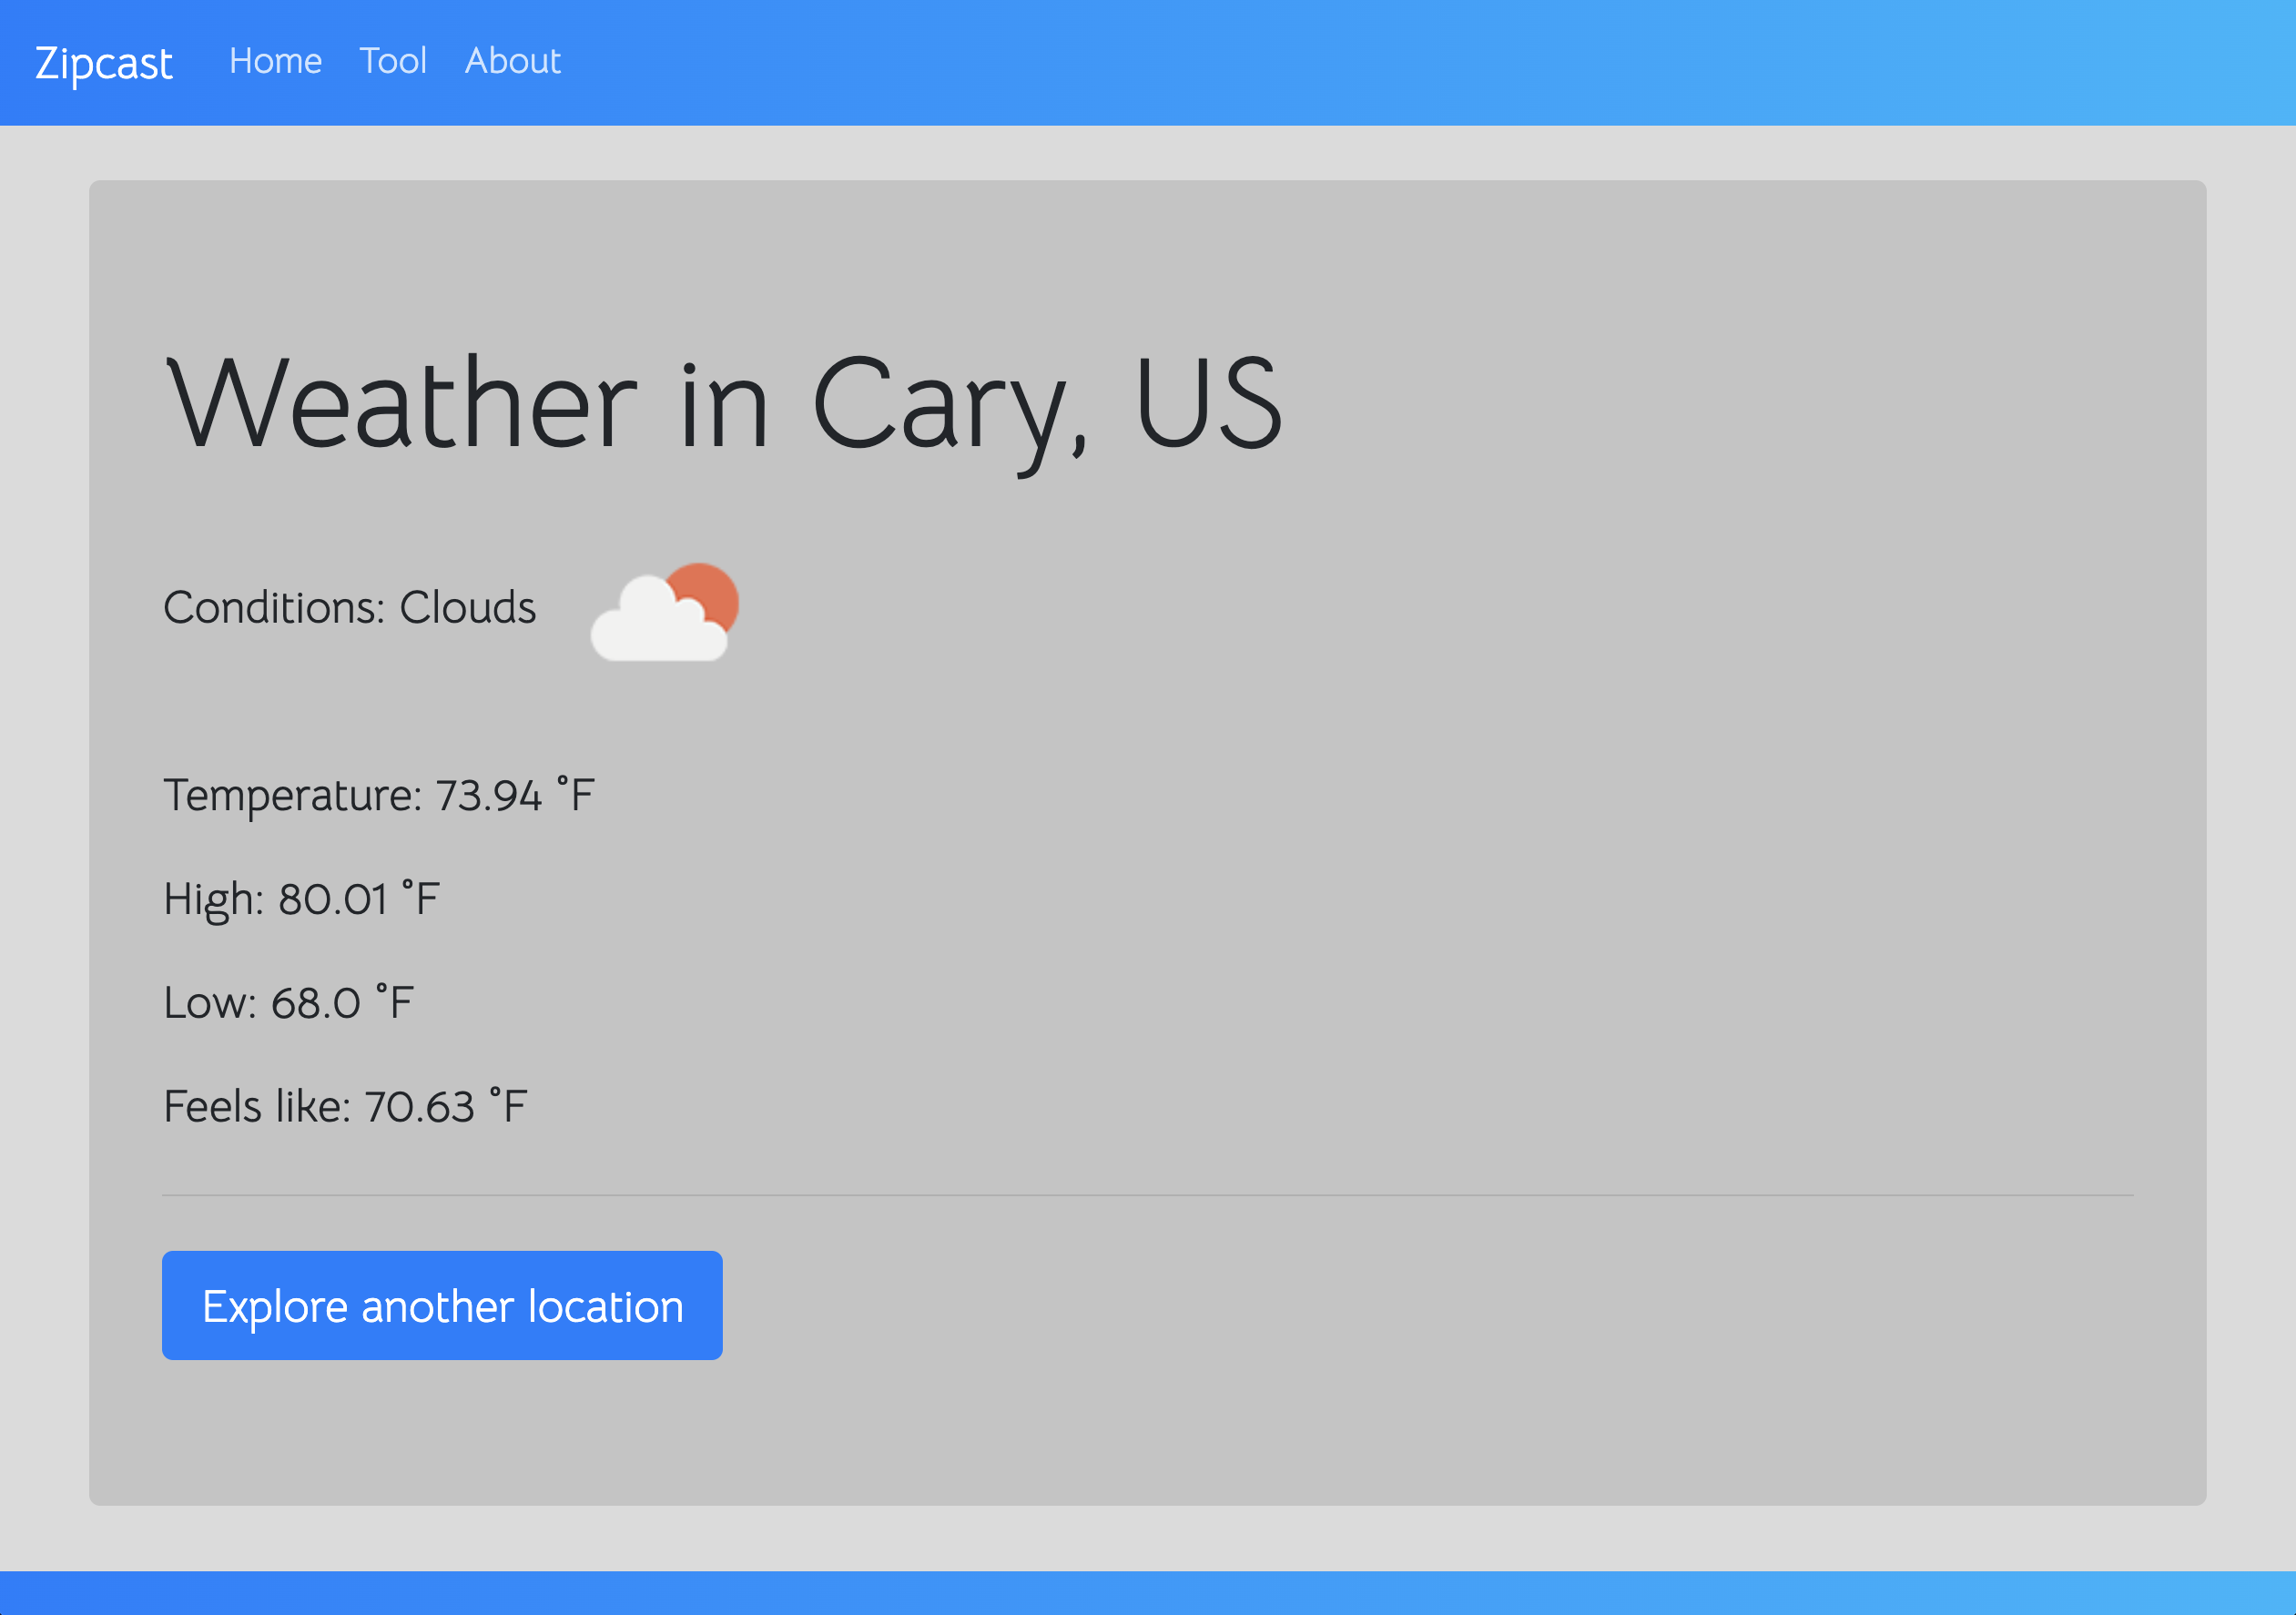 Zipcast Home Tool About
Weather in Cary, US
Conditions: Clouds
Temperature: 73.94 °F
High: 80.01 °F
Low: 68.0 °F
Feels like: 70.63 °F
Explore another location